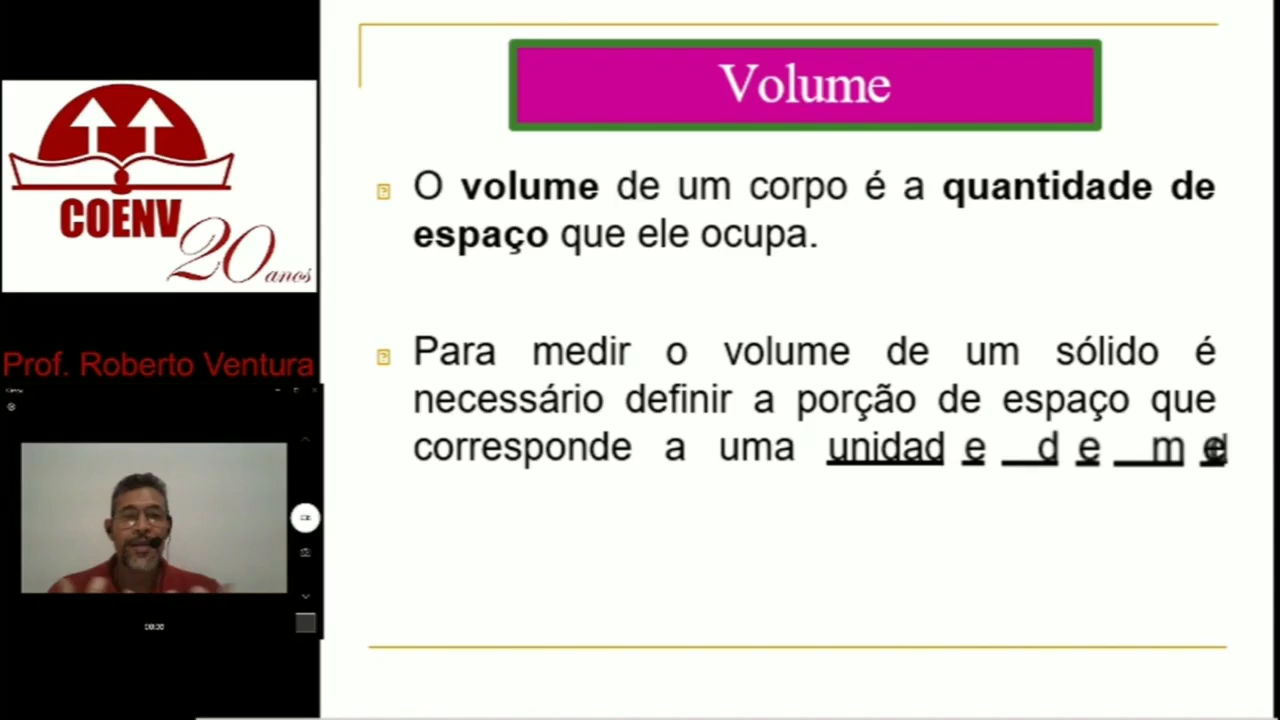 COENV
20 anos
Prof. Roberto Ventura
Volume
O volume de um corpo é a quantidade de
espaço que ele ocupa.
Para medir o volume de um sólido é
necessário definir a porção de espaço que
corresponde a uma unidad e d e m e